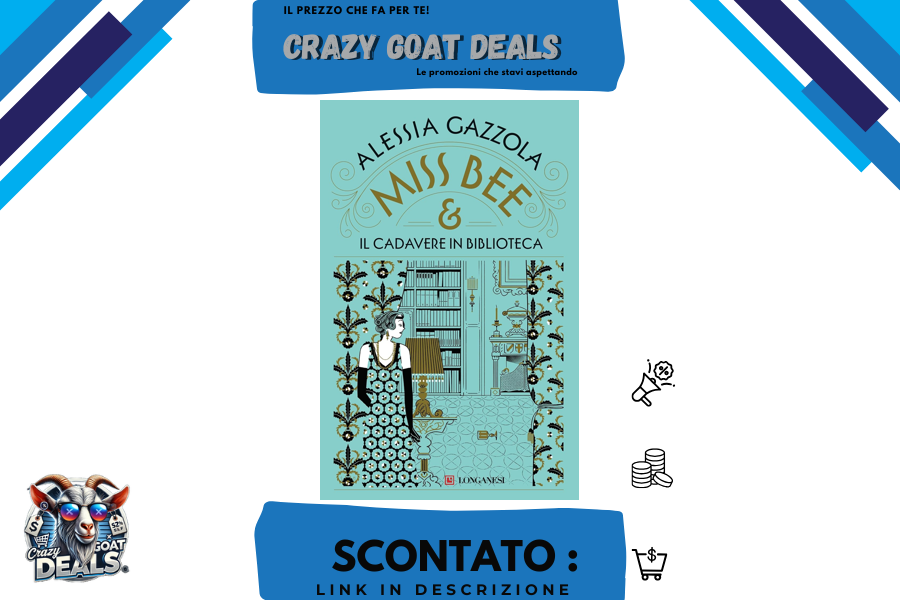 IL PREZZO CHE FA PER TE!
CRAZY GOAT DEALS
Le promozioni che stavi aspettando
ALESSIA GAZZOLA
MISS BEE
&
IL CADAVERE IN BIBLIOTECA
LONGANESI
Crazy
GOAT
DEALS
SCONTATO :
LINK IN DESCRIZIONE